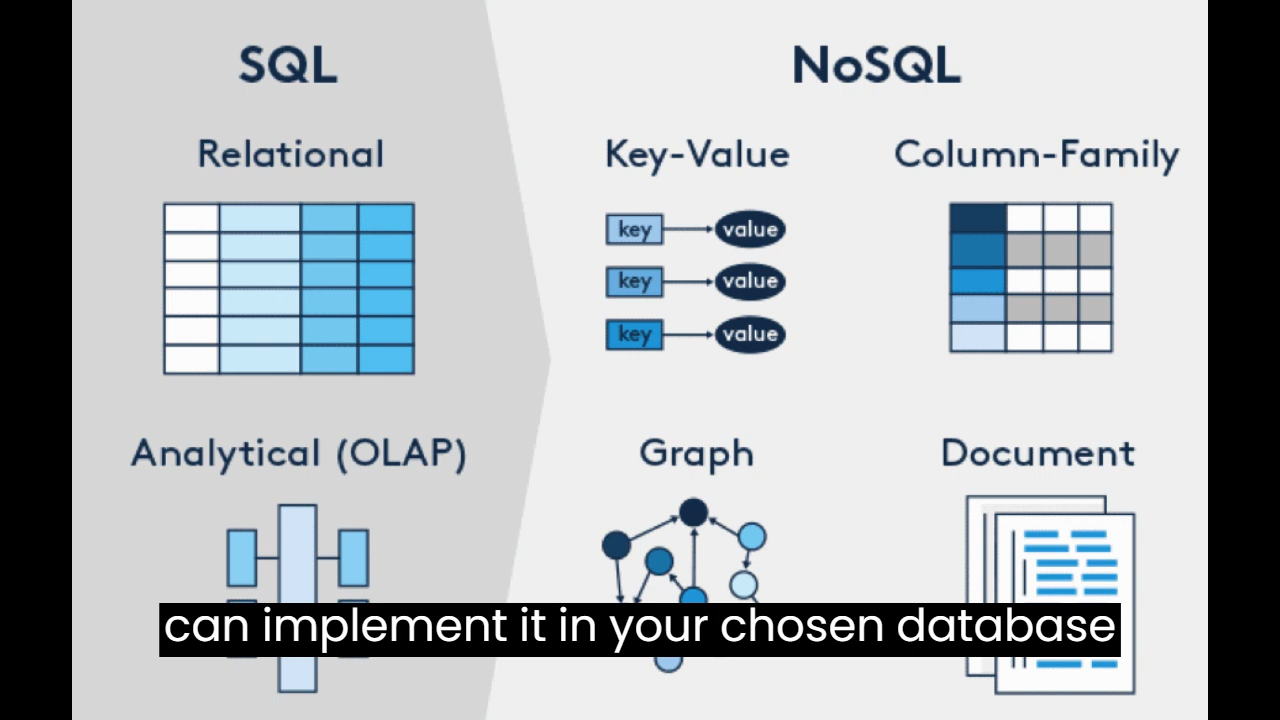 SQL
NoSQL
Relational
Key-Value
Column-Family
key
value
key
value
key
value
Analytical (OLAP)
Graph
Document
can implement it in your chosen database